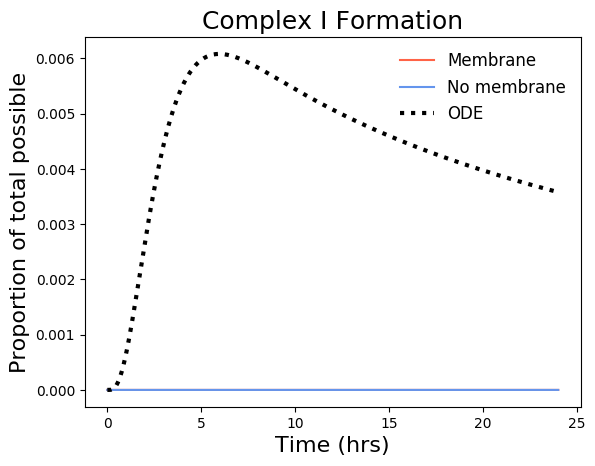 Complex I Formation
Proportion of total possible
0.006
0.005
0.004
0.003
0.002
0.001
0.000
Membrane
No membrane
ODE
0
5
10
15
20
25
Time (hrs)